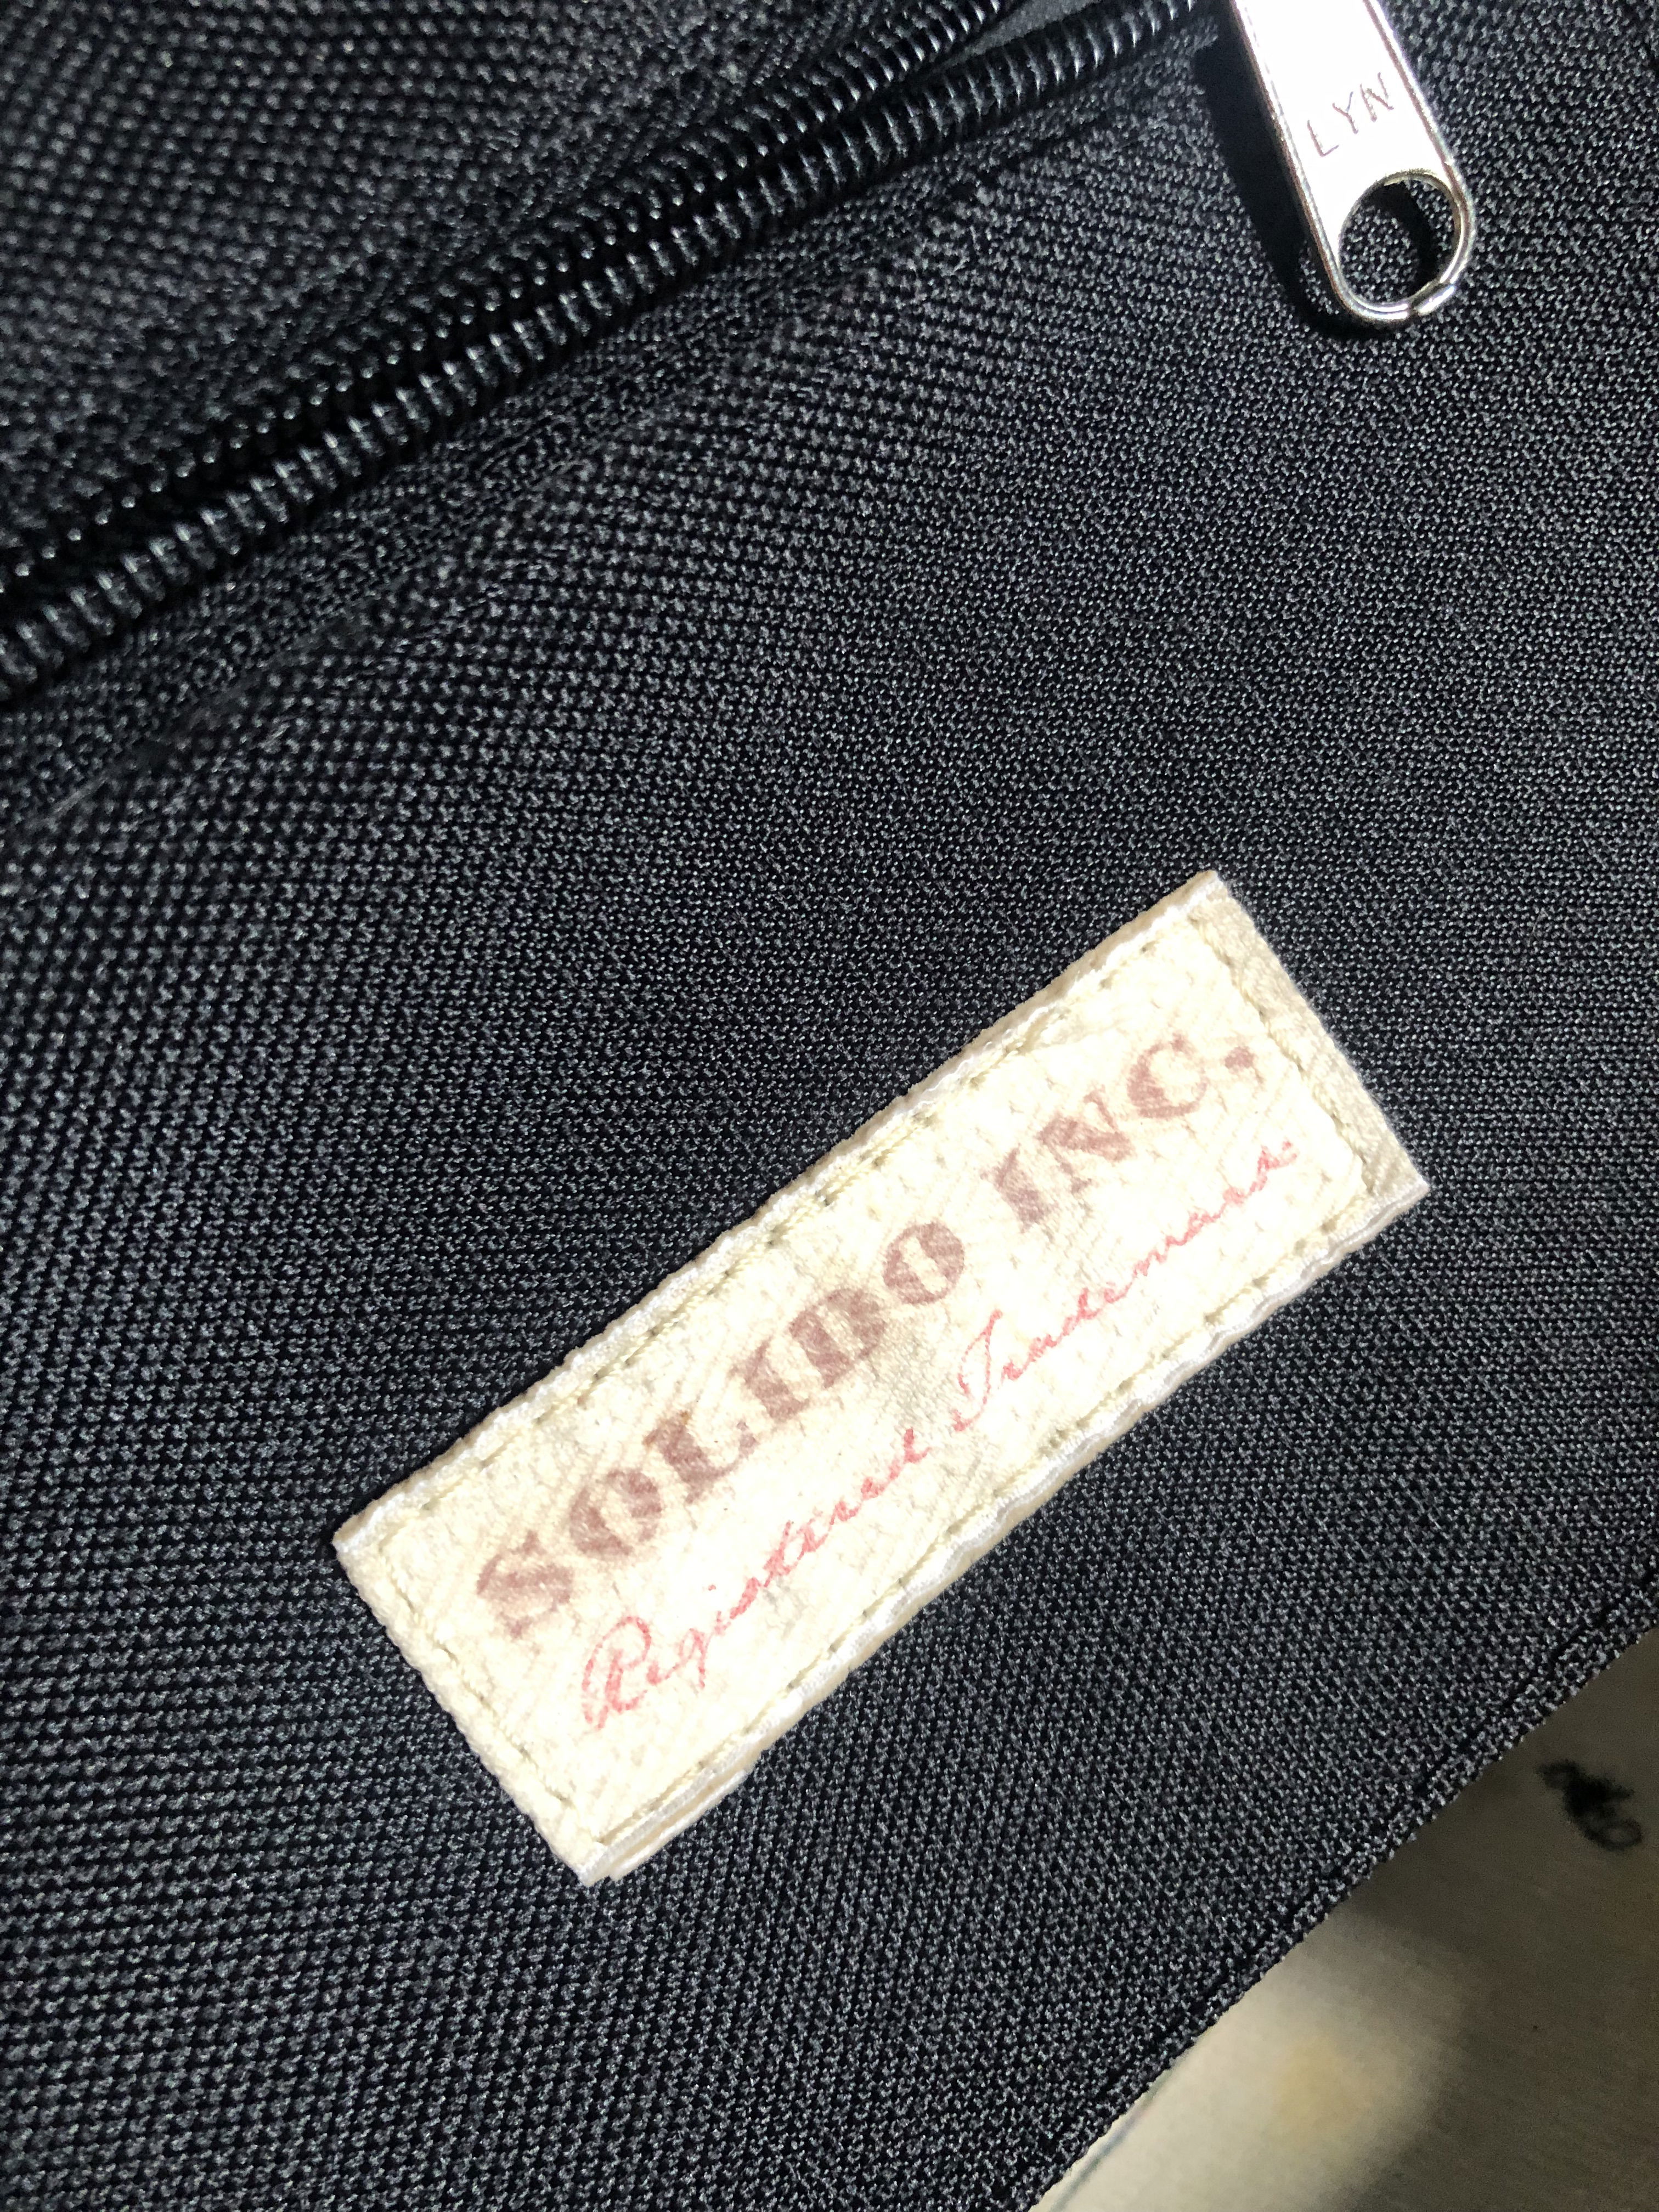 LYN
SOLIDO INC.
Registered Trademark